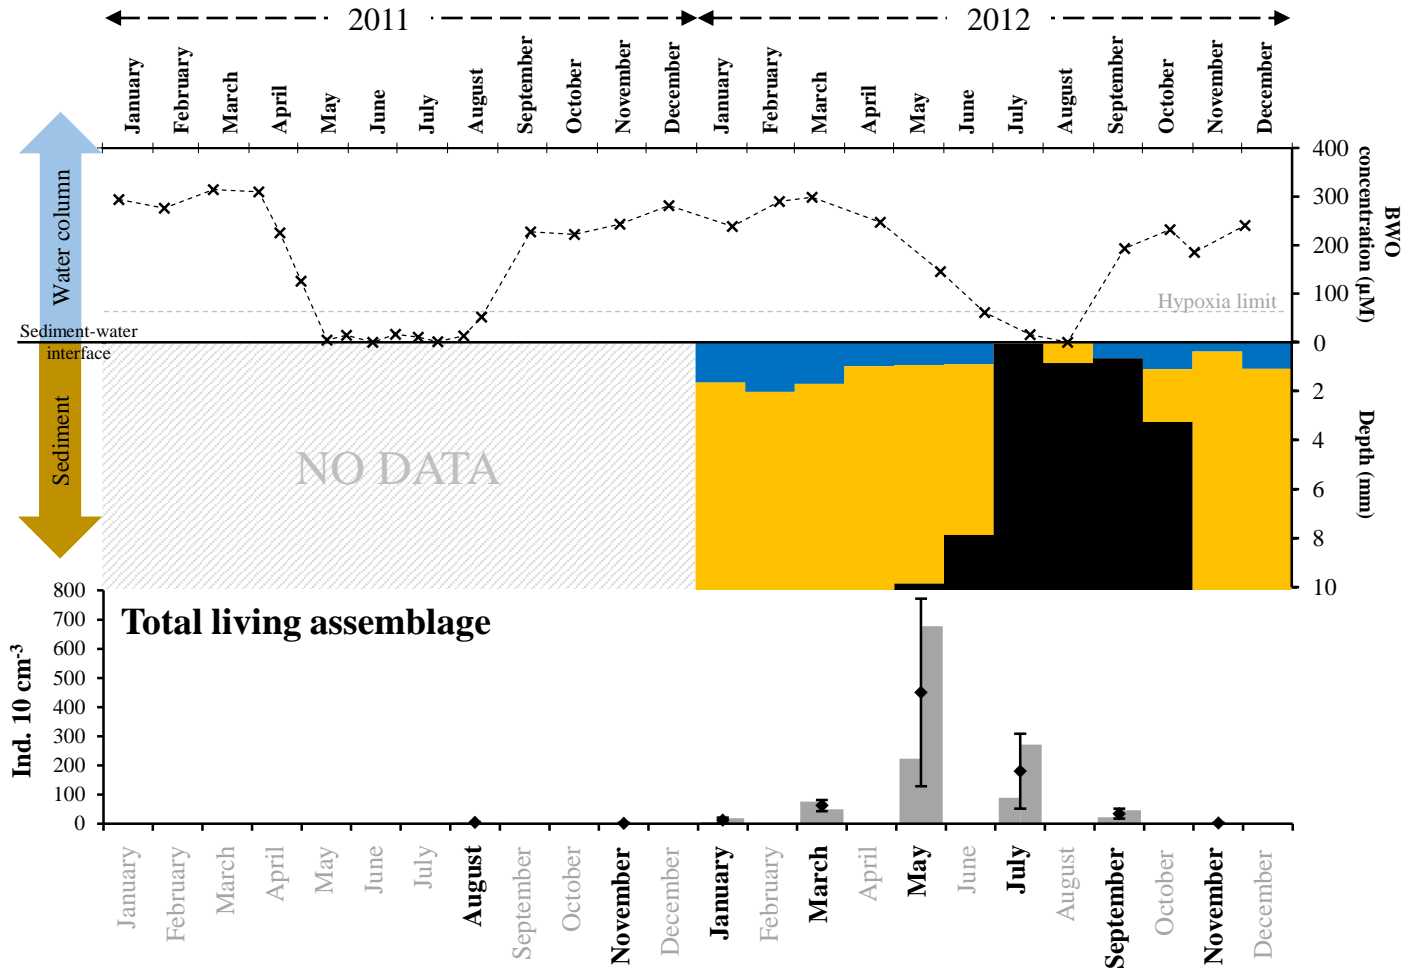 2011
2012
January
February
March
April
May
June
July
August
September
October
November
December
January
February
March
April
May
June
July
August
September
October
November
December
Water column
Sediment-water
interface
Sediment
400
300
200
100
0
BWO
concentration (µM)
Hypoxia limit
2
4
6
8
10
Depth (mm)
NO DATA
Total living assemblage
800
700
600
500
400
300
200
100
0
Ind. 10 cm-3
January
February
March
April
May
June
July
August
September
October
November
December
January
February
March
April
May
June
July
August
September
October
November
December